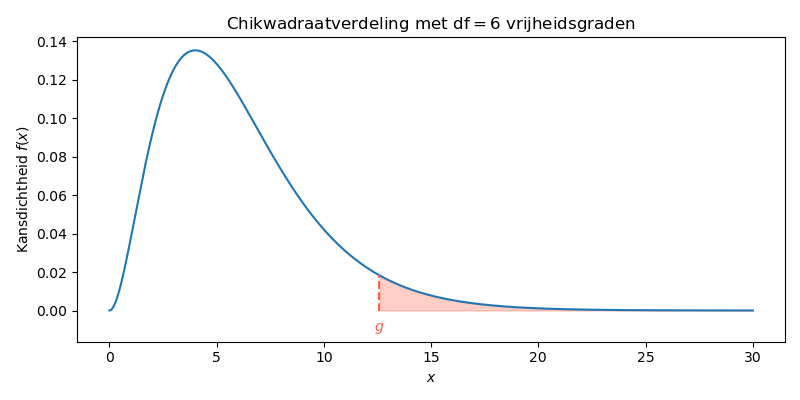 Chikwadraatverdeling met df = 6 vrijheidsgraden
Kansdichtheid f(x)
0.14
0.12
0.10
0.08
0.06
0.04
0.02
0.00
g
0 5 10 15 20 25 30
x